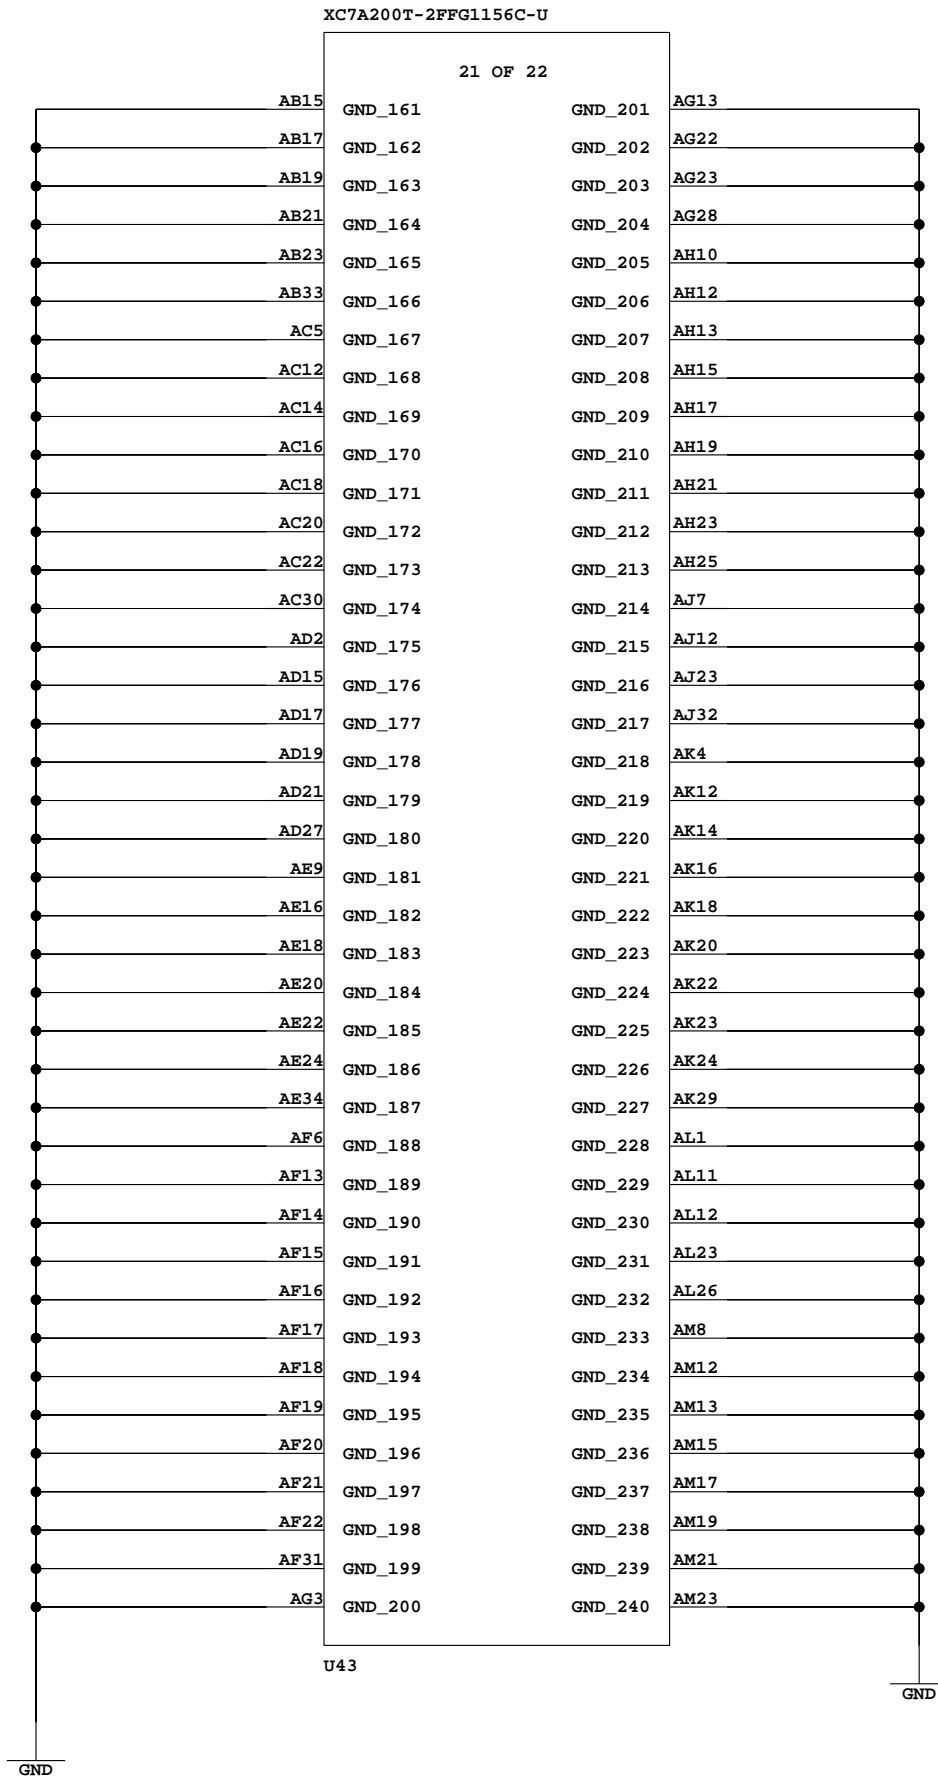 XC7A200T-2FFG1156C-U
21 OF 22
AB15 GND_161 GND_201 AG13
AB17 GND_162 GND_202 AG22
AB19 GND_163 GND_203 AG23
AB21 GND_164 GND_204 AG28
AB23 GND_165 GND_205 AH10
AB33 GND_166 GND_206 AH12
AC5 GND_167 GND_207 AH13
AC12 GND_168 GND_208 AH15
AC14 GND_169 GND_209 AH17
AC16 GND_170 GND_210 AH19
AC18 GND_171 GND_211 AH21
AC20 GND_172 GND_212 AH23
AC22 GND_173 GND_213 AH25
AC30 GND_174 GND_214 AJ7
AD2 GND_175 GND_215 AJ12
AD15 GND_176 GND_216 AJ23
AD17 GND_177 GND_217 AJ32
AD19 GND_178 GND_218 AK4
AD21 GND_179 GND_219 AK12
AD27 GND_180 GND_220 AK14
AE9 GND_181 GND_221 AK16
AE16 GND_182 GND_222 AK18
AE18 GND_183 GND_223 AK20
AE20 GND_184 GND_224 AK22
AE22 GND_185 GND_225 AK23
AE24 GND_186 GND_226 AK24
AE34 GND_187 GND_227 AK29
AF6 GND_188 GND_228 AL1
AF13 GND_189 GND_229 AL11
AF14 GND_190 GND_230 AL12
AF15 GND_191 GND_231 AL23
AF16 GND_192 GND_232 AL26
AF17 GND_193 GND_233 AM8
AF18 GND_194 GND_234 AM12
AF19 GND_195 GND_235 AM13
AF20 GND_196 GND_236 AM15
AF21 GND_197 GND_237 AM17
AF22 GND_198 GND_238 AM19
AF31 GND_199 GND_239 AM21
AG3 GND_200 GND_240 AM23
U43
GND
GND